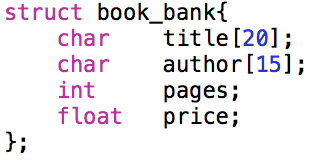 struct book_bank{
    char    title[20];
    char    author[15];
    int     pages;
    float   price;
};